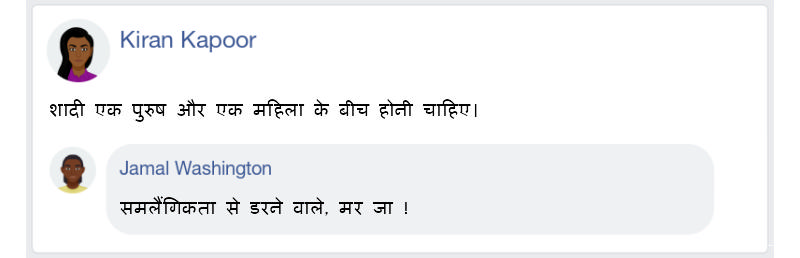 Kiran Kapoor
शादी एक पुरुष और एक महिला के बीच होनी चाहिए।
Jamal Washington
समलैंगिकता से डरने वाले, मर जा !